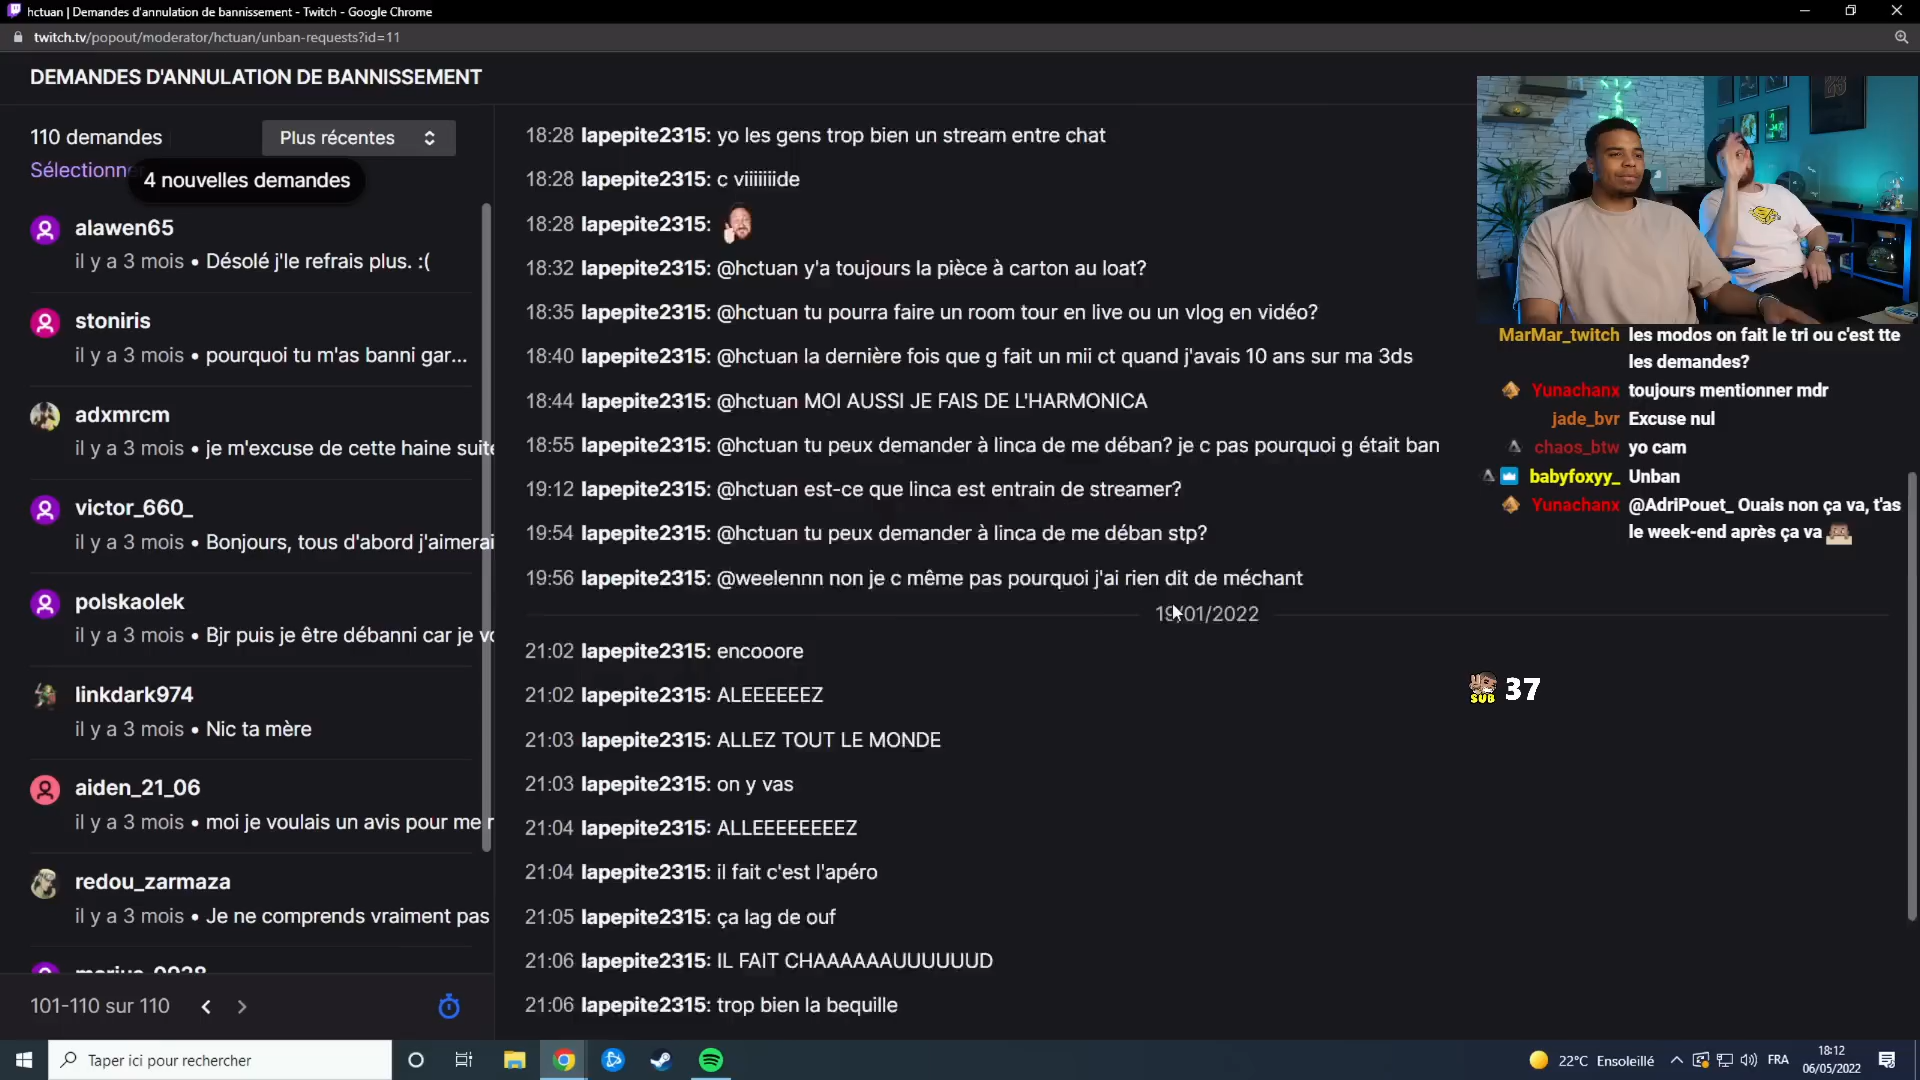 hctuan | Demandes d'annulation de bannissement - Twitch - Google Chrome
twitch.tv/popout/moderator/hctuan/unban-requests?id=11
DEMANDES D'ANNULATION DE BANNISSEMENT
110 demandes
Plus récentes
Sélectionne
4 nouvelles demandes
alawen65
il y a 3 mois • Désolé j'le refrais plus. :(
stoniris
il y a 3 mois • pourquoi tu m'as banni gar...
adxmrcm
il y a 3 mois • je m'excuse de cette haine suite
victor_660_
il y a 3 mois • Bonjours, tous d'abord j'aimerai
polskaolek
il y a 3 mois • Bjr puis je être débanni car je vo
linkdark974
il y a 3 mois • Nic ta mère
aiden_21_06
il y a 3 mois • moi je voulais un avis pour me r
redou_zarmaza
il y a 3 mois • Je ne comprends vraiment pas
101-110 sur 110
18:28 lapepite2315: yo les gens trop bien un stream entre chat
18:28 lapepite2315: c viiiiiide
18:28 lapepite2315:
18:32 lapepite2315: @hctuan y'a toujours la pièce à carton au loat?
18:35 lapepite2315: @hctuan tu pourra faire un room tour en live ou un vlog en vidéo?
18:40 lapepite2315: @hctuan la dernière fois que g fait un mii ct quand j'avais 10 ans sur ma 3ds
18:44 lapepite2315: @hctuan MOI AUSSI JE FAIS DE L'HARMONICA
18:55 lapepite2315: @hctuan tu peux demander à linca de me déban? je c pas pourquoi g était ban
19:12 lapepite2315: @hctuan est-ce que linca est entrain de streamer?
19:54 lapepite2315: @hctuan tu peux demander à linca de me déban stp?
19:56 lapepite2315: @weelennn non je c même pas pourquoi j'ai rien dit de méchant
19/01/2022
21:02 lapepite2315: encooore
21:02 lapepite2315: ALEEEEEEZ
21:03 lapepite2315: ALLEZ TOUT LE MONDE
21:03 lapepite2315: on y vas
21:04 lapepite2315: ALLEEEEEEEEZ
21:04 lapepite2315: il fait c'est l'apéro
21:05 lapepite2315: ça lag de ouf
21:06 lapepite2315: IL FAIT CHAAAAAAUUUUUUD
21:06 lapepite2315: trop bien la bequille
MarMar_twitch les modos on fait le tri ou c'est tte
les demandes?
Yunachanx toujours mentionner mdr
jade_bvr Excuse nul
chaos_btw yo cam
babyfoxyy_ Unban
Yunachanx @AdriPouet_ Ouais non ça va, t'as
le week-end après ça va
SUB 37
Taper ici pour rechercher
22°C Ensoleillé
FRA
18:12
06/05/2022